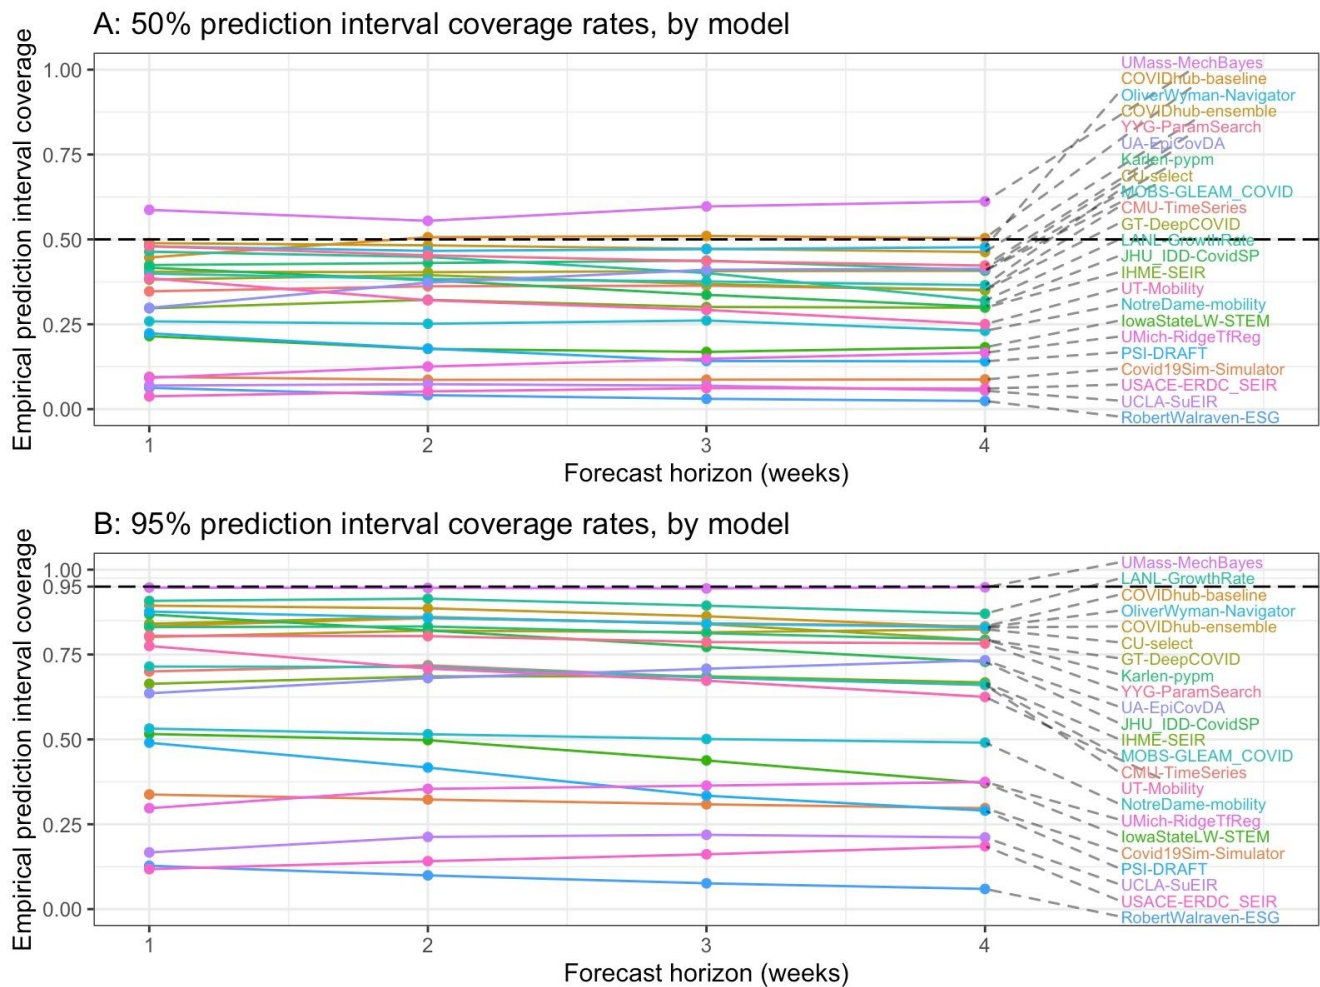 A: 50% prediction interval coverage rates, by model
Empirical prediction interval coverage
1.00
0.75
0.50
0.25
0.00
1
2
3
4
Forecast horizon (weeks)
UMass-MechBayes
COVIDhub-baseline
OliverWyman-Navigator
COVIDhub-ensemble
YYG-ParamSearch
UA-EpiCovDA
Karlen-pypm
CU-select
MOBS-GLEAM_COVID
CMU-TimeSeries
GT-DeepCOVID
LANL-GrowthRate
JHU_IDD-CovidSP
IHME-SEIR
UT-Mobility
NotreDame-mobility
IowaStateLW-STEM
UMich-RidgeTfReg
PSI-DRAFT
Covid19Sim-Simulator
USACE-ERDC_SEIR
UCLA-SuEIR
RobertWalraven-ESG
B: 95% prediction interval coverage rates, by model
Empirical prediction interval coverage
1.00
0.95
0.75
0.50
0.25
0.00
1
2
3
4
Forecast horizon (weeks)
UMass-MechBayes
LANL-GrowthRate
COVIDhub-baseline
OliverWyman-Navigator
COVIDhub-ensemble
CU-select
GT-DeepCOVID
Karlen-pypm
YYG-ParamSearch
UA-EpiCovDA
JHU_IDD-CovidSP
IHME-SEIR
MOBS-GLEAM_COVID
CMU-TimeSeries
UT-Mobility
NotreDame-mobility
UMich-RidgeTfReg
IowaStateLW-STEM
Covid19Sim-Simulator
PSI-DRAFT
UCLA-SuEIR
USACE-ERDC_SEIR
RobertWalraven-ESG